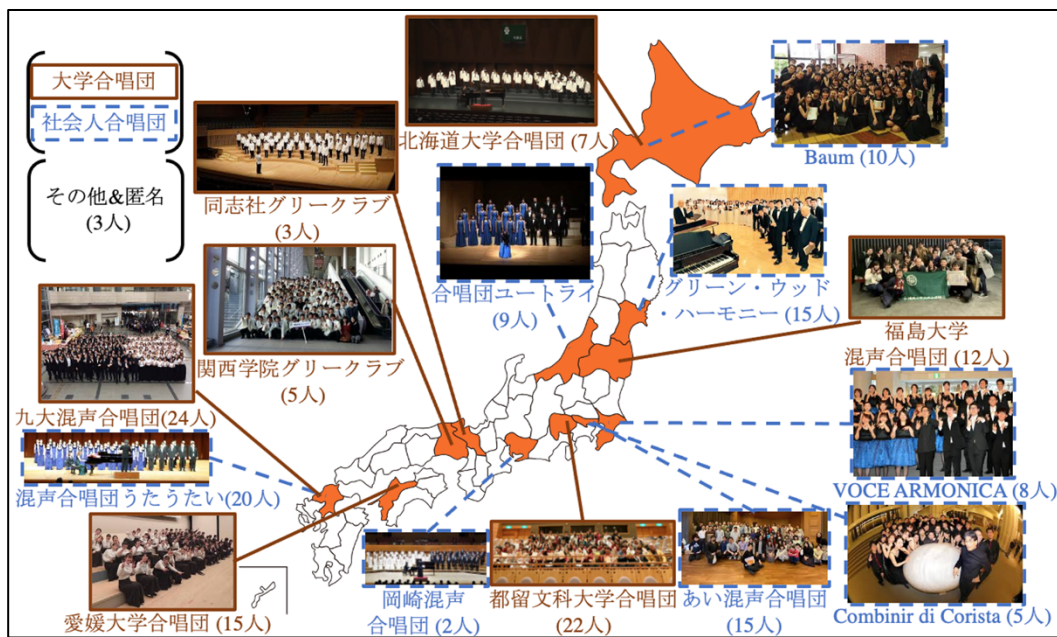 大学合唱団
社会人合唱団
その他&匿名
(3人)
北海道大学合唱団 (7人)
Baum (10人)
同志社グリークラブ
(3人)
合唱団ユートライ
(9人)
グリーン・ウッド
・ハーモニー (15人)
関西学院グリークラブ
(5人)
福島大学
混声合唱団 (12人)
九大混声合唱団 (24人)
混声合唱団うたうたい(20人)
VOCE ARMONICA (8人)
愛媛大学合唱団 (15人)
岡崎混声
合唱団 (2人)
都留文科大学合唱団
(22人)
あい混声合唱団
(15人)
Combinir di Corista (5人)